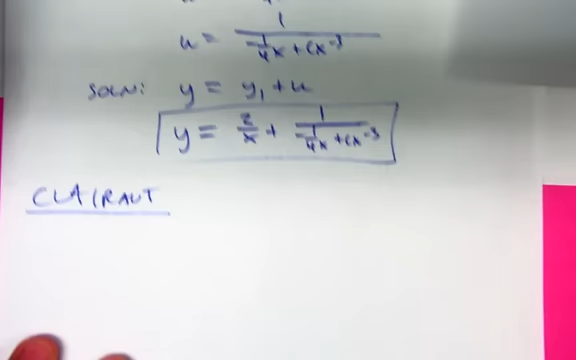 u = 1/(-1/4 x + Cx^-3)
SOLN: y = y₁ + u
y = 2/x + 1/(-1/4 x + Cx^-3)
CLAIRAUT